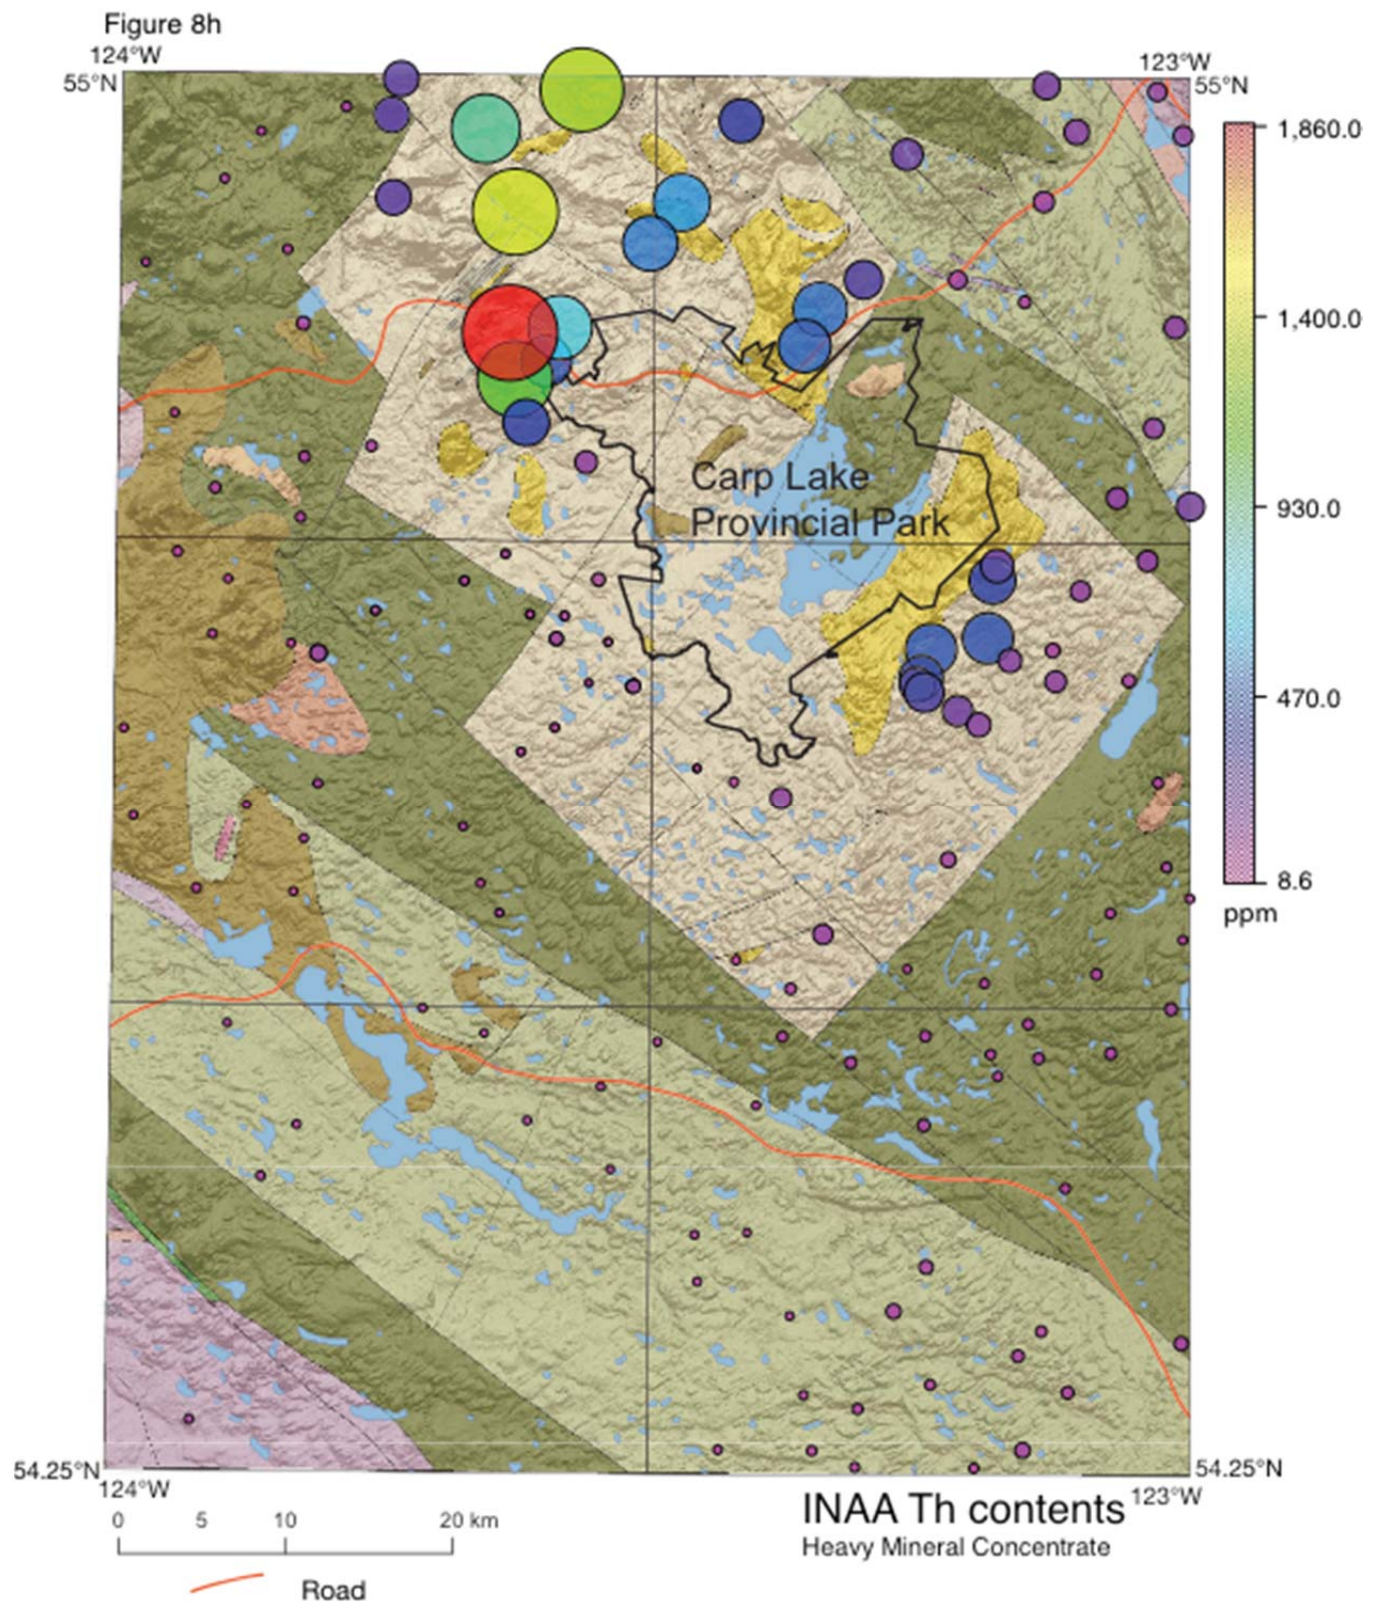 Figure 8h
124°W
123°W
55°N
55°N
1,860.0
1,400.0
930.0
470.0
8.6
ppm
Carp Lake
Provincial Park
54.25°N
54.25°N
124°W
123°W
0 5 10 20 km
Road
INAA Th contents
Heavy Mineral Concentrate